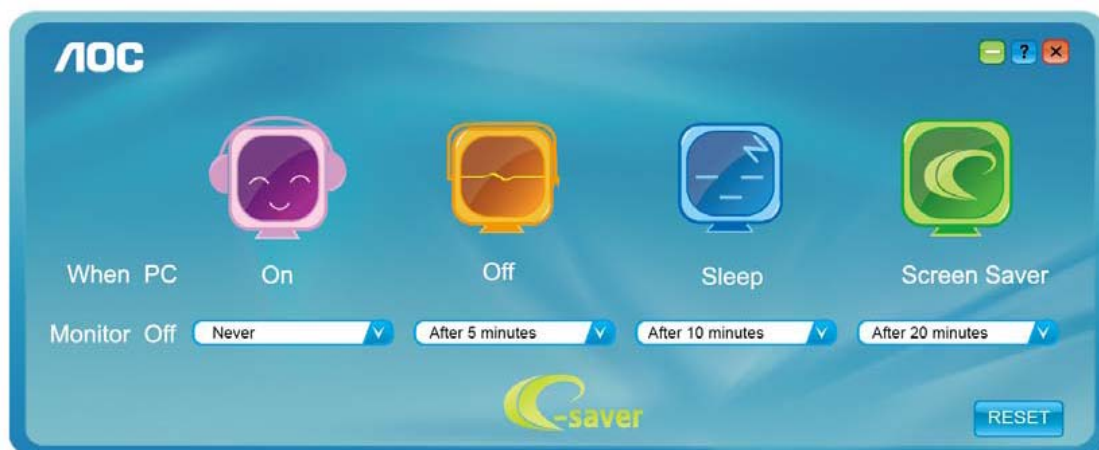 AOC
?
When PC On Off Sleep Screen Saver
Monitor Off Never After 5 minutes After 10 minutes After 20 minutes
e-saver
RESET